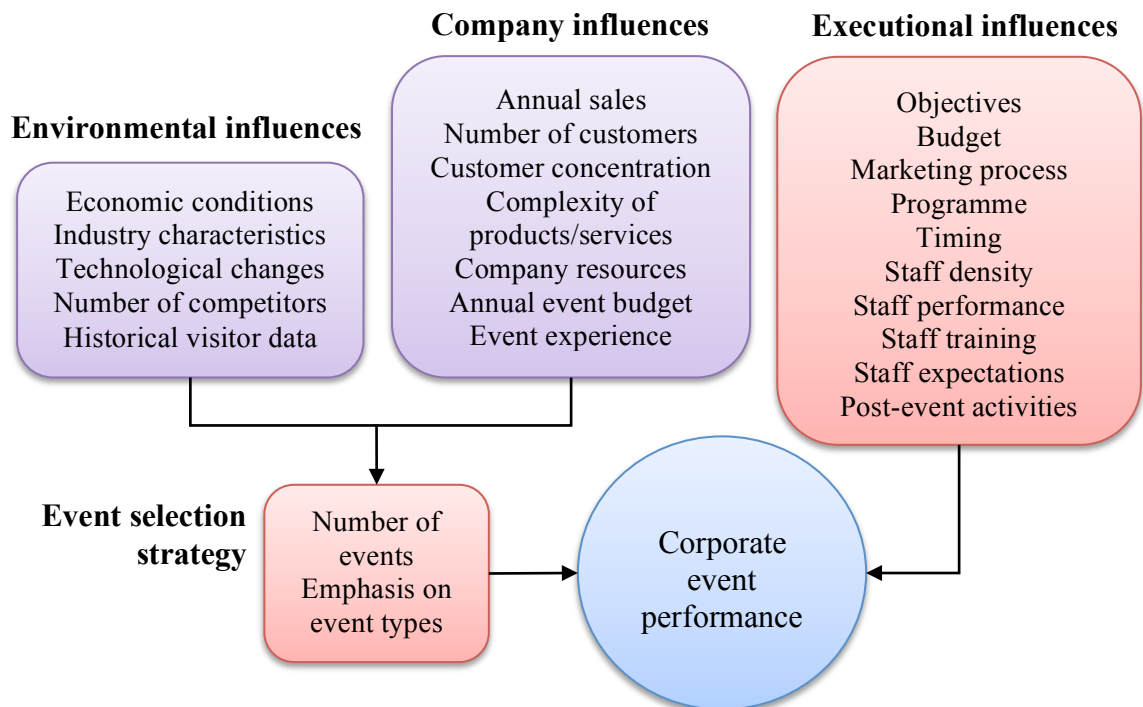 Environmental influences
Economic conditions
Industry characteristics
Technological changes
Number of competitors
Historical visitor data
Company influences
Annual sales
Number of customers
Customer concentration
Complexity of
products/services
Company resources
Annual event budget
Event experience
Executional influences
Objectives
Budget
Marketing process
Programme
Timing
Staff density
Staff performance
Staff training
Staff expectations
Post-event activities
Event selection
strategy
Number of
events
Emphasis on
event types
Corporate
event
performance